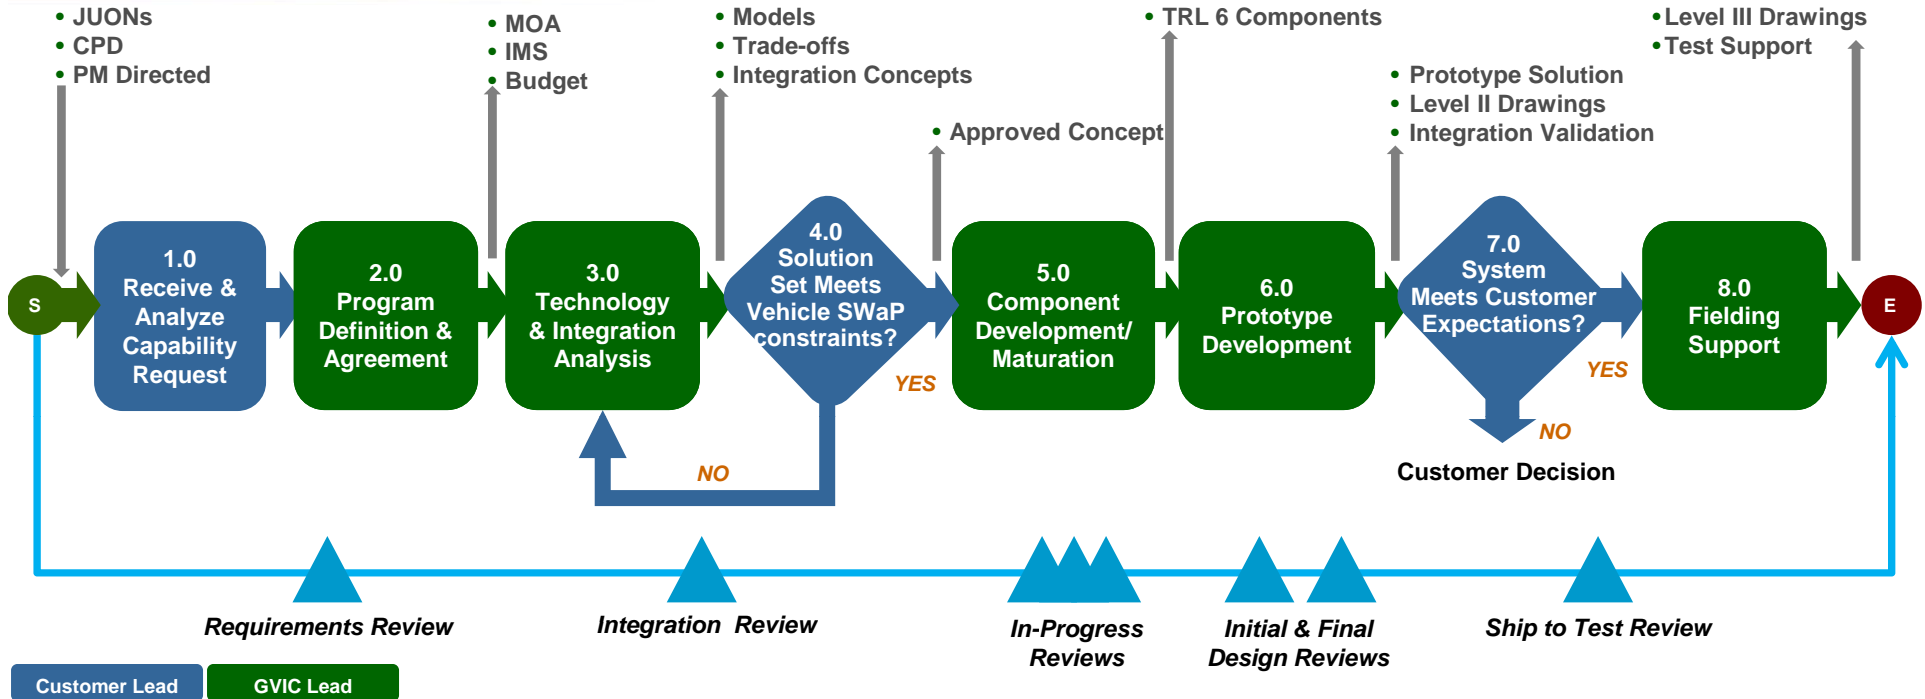 • JUONs
• CPD
• PM Directed
• MOA
• IMS
• Budget
• Models
• Trade-offs
• Integration Concepts
• Approved Concept
• TRL 6 Components
• Prototype Solution
• Level II Drawings
• Integration Validation
• Level III Drawings
• Test Support
S
1.0
Receive &
Analyze
Capability
Request
2.0
Program
Definition &
Agreement
3.0
Technology
& Integration
Analysis
4.0
Solution
Set Meets
Vehicle SWaP
constraints?
YES
NO
5.0
Component
Development/
Maturation
6.0
Prototype
Development
7.0
System
Meets Customer
Expectations?
YES
NO
Customer Decision
8.0
Fielding
Support
E
Requirements Review
Integration Review
In-Progress
Reviews
Initial & Final
Design Reviews
Ship to Test Review
Customer Lead
GVIC Lead